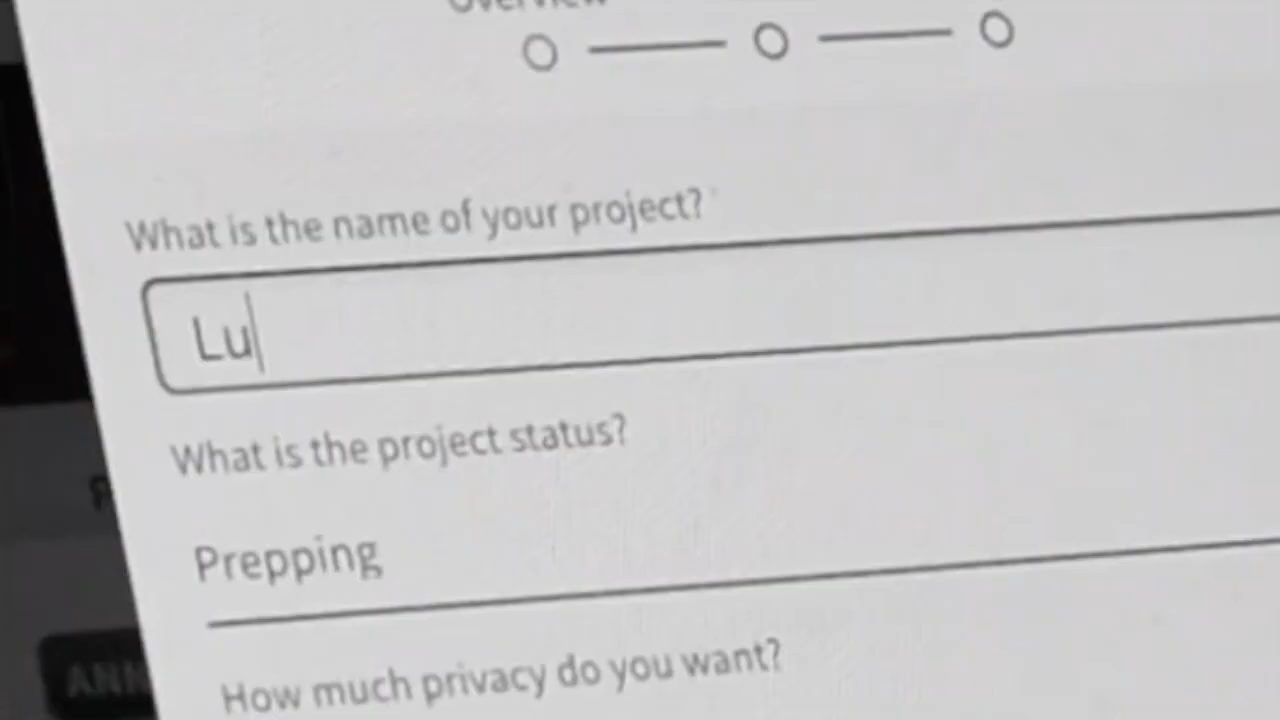 Overview
What is the name of your project?
Lu
What is the project status?
Prepping
How much privacy do you want?